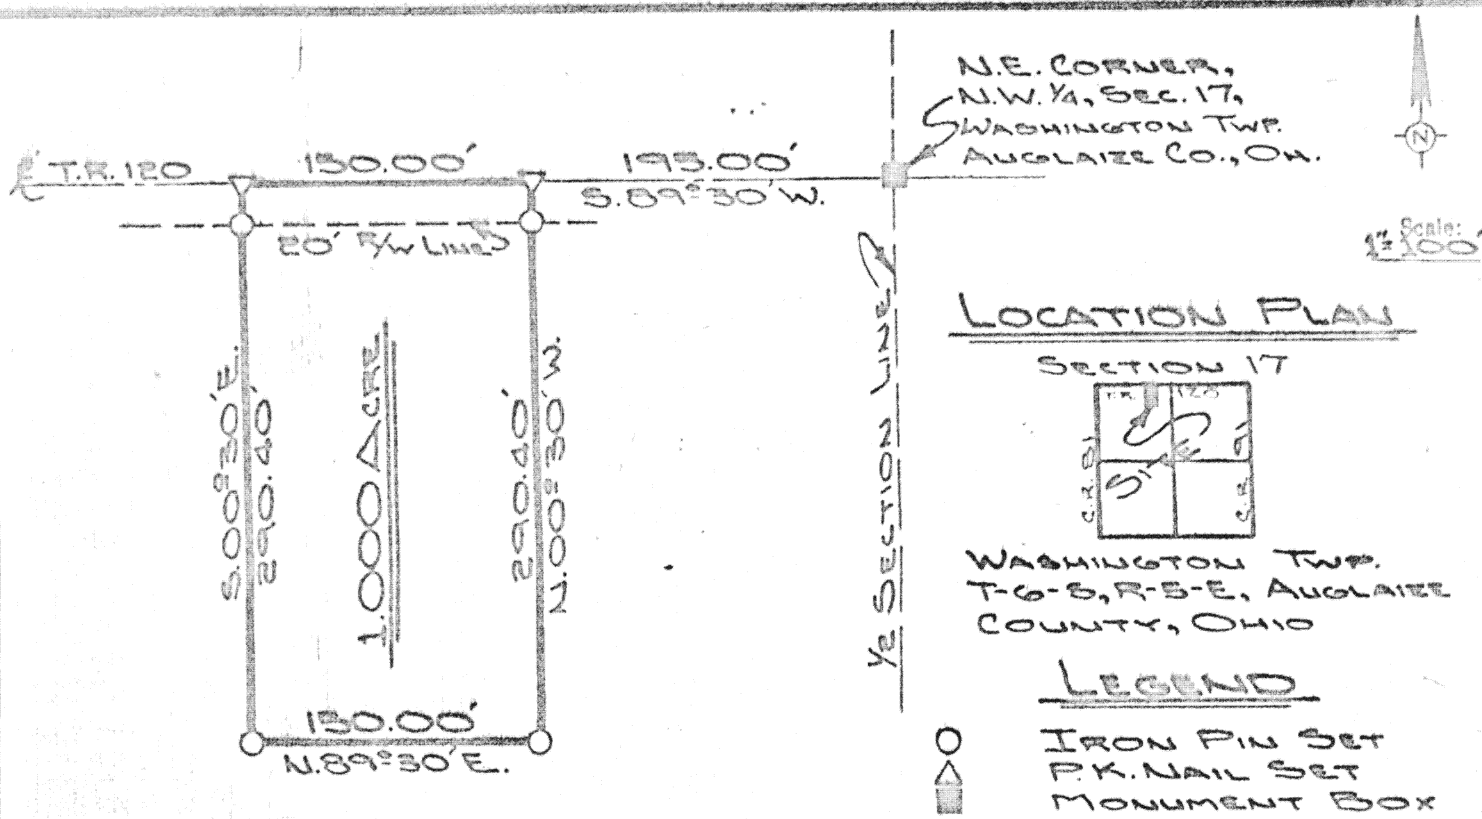 N.E. CORNER,
N.W. ¼, SEC. 17,
WASHINGTON TWP.
AUGLAIZE CO., OH.
N
Scale:
1"=100'
℄ T.R. 120
150.00'
195.00'
S.89°30'W.
20' R/W LINE
S.00°30'E.
290.40'
1.000 ACRE
290.40'
N.00°30'W.
½ SECTION LINE
150.00'
N.89°30'E.
LOCATION PLAN
SECTION 17
T.R. 120
C.R. 81
SITE
C.R. 91
WASHINGTON TWP.
T-6-S, R-5-E, AUGLAIZE
COUNTY, OHIO
LEGEND
IRON PIN SET
P.K. NAIL SET
MONUMENT BOX